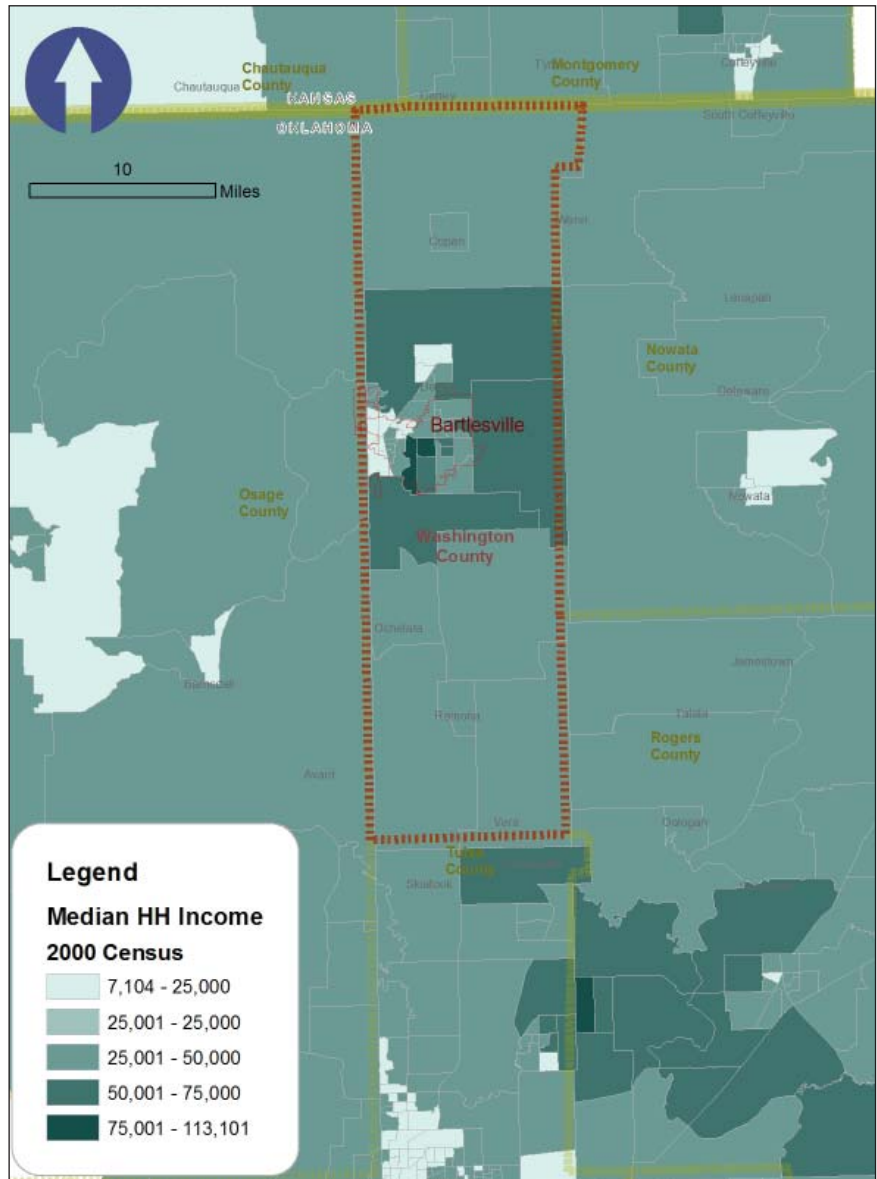 Chautauqua
County
Chautauqua
Montgomery
County
Coffeyville
KANSAS
OKLAHOMA
South Coffeyville
10
Miles
Wann
Copan
Lenapah
Nowata
County
Delaware
Bartlesville
Osage
County
Nowata
Washington
County
Ochelata
Barnsdall
Ramona
Talala
Rogers
County
Avant
Vera
Oologah
Tulsa
County
Skiatook
Legend
Median HH Income
2000 Census
7,104 - 25,000
25,001 - 25,000
25,001 - 50,000
50,001 - 75,000
75,001 - 113,101